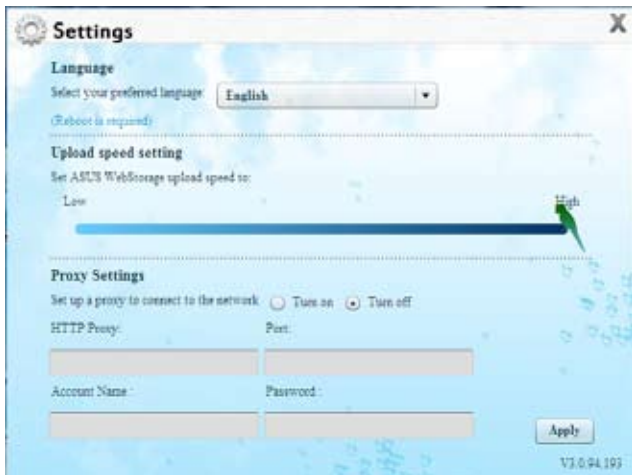 Settings
X
Language
Select your preferred language:
English
(Reboot is required)
Upload speed setting
Set ASUS WebStorage upload speed to:
Low
High
Proxy Settings
Set up a proxy to connect to the network
Turn on
Turn off
HTTP Proxy:
Port:
Account Name :
Password :
Apply
V3.0.94.193